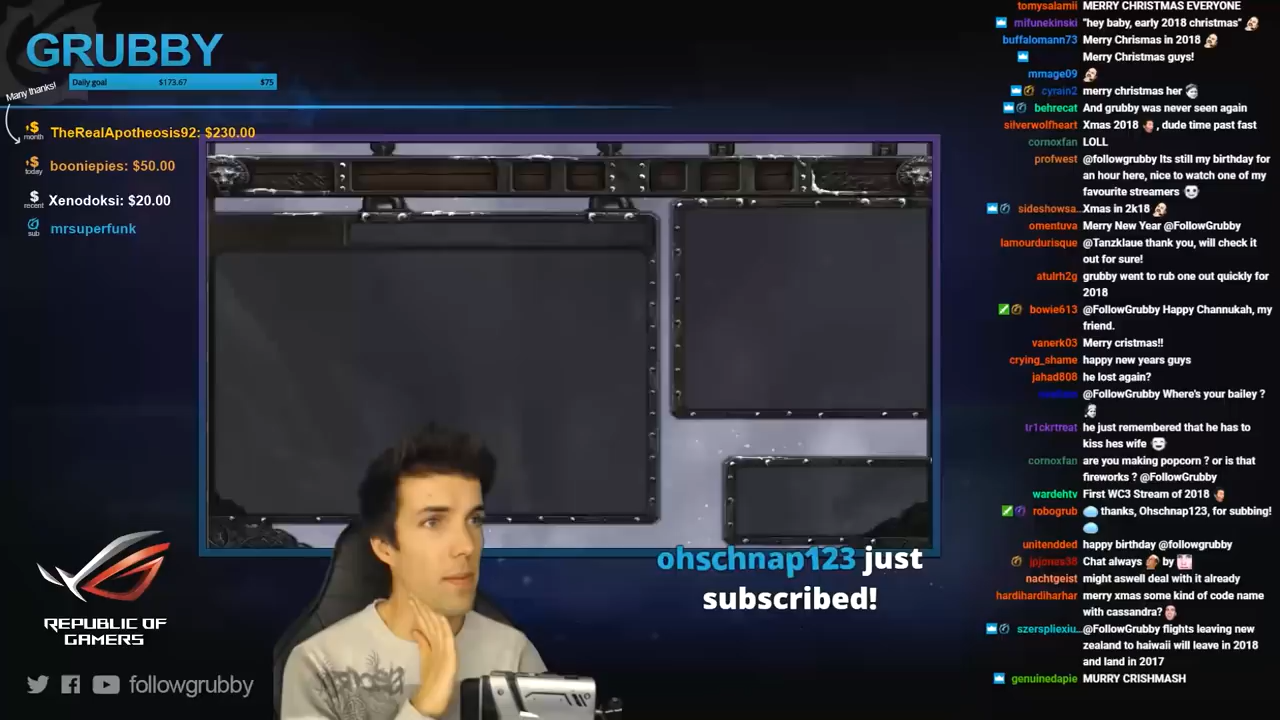 GRUBBY
Daily goal $173.67 $75
Many thanks!
$ month TheRealApotheosis92: $230.00
$ today booniepies: $50.00
$ recent Xenodoksi: $20.00
sub mrsuperfunk
ohschnap123 just
subscribed!
REPUBLIC OF
GAMERS
followgrubby
tomysalamii MERRY CHRISTMAS EVERYONE
mifunekinski "hey baby, early 2018 christmas"
buffalomann73 Merry Chrismas in 2018
Merry Christmas guys!
mmage09
cyrain2 merry christmas her
behrecat And grubby was never seen again
silverwolfheart Xmas 2018 , dude time past fast
cornoxfan LOLL
profwest @followgrubby Its still my birthday for
an hour here, nice to watch one of my
favourite streamers
sideshowsa... Xmas in 2k18
omentuva Merry New Year @FollowGrubby
lamourdurisque @Tanzklaue thank you, will check it
out for sure!
atulrh2g grubby went to rub one out quickly for
2018
bowie613 @FollowGrubby Happy Channukah, my
friend.
vanerk03 Merry cristmas!!
crying_shame happy new years guys
jahad808 he lost again?
@FollowGrubby Where's your bailey ?
tr1ckrtreat he just remembered that he has to
kiss hes wife
cornoxfan are you making popcorn ? or is that
fireworks ? @FollowGrubby
wardehtv First WC3 Stream of 2018
robogrub thanks, Ohschnap123, for subbing!
unitendded happy birthday @followgrubby
jpjones38 Chat always by
nachtgeist might aswell deal with it already
hardihardiharhar merry xmas some kind of code name
with cassandra?
szerspliexiu... @FollowGrubby flights leaving new
zealand to haiwaii will leave in 2018
and land in 2017
genuinedapie MURRY CRISHMASH